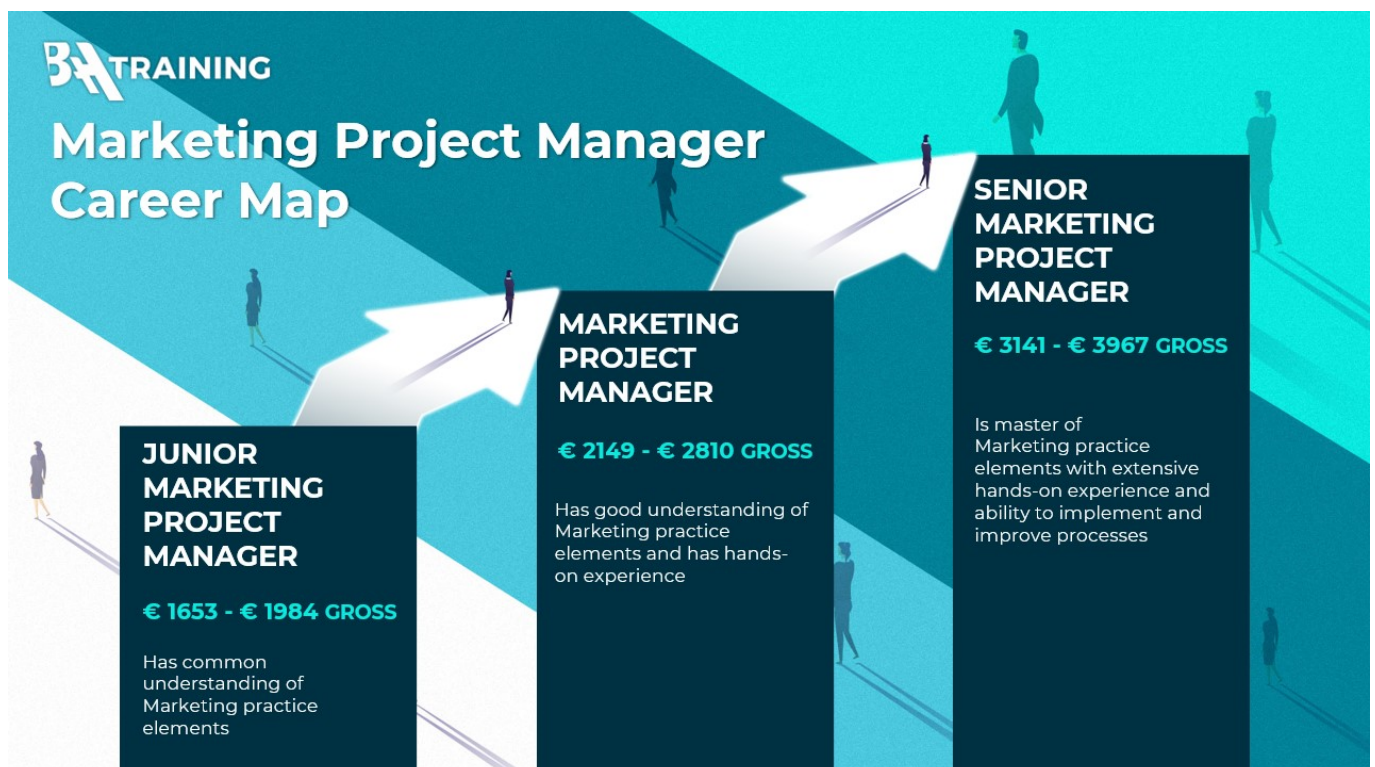 BAA TRAINING
Marketing Project Manager
Career Map
JUNIOR
MARKETING
PROJECT
MANAGER
€ 1653 - € 1984 GROSS
Has common
understanding of
Marketing practice
elements
MARKETING
PROJECT
MANAGER
€ 2149 - € 2810 GROSS
Has good understanding of
Marketing practice
elements and has hands-
on experience
SENIOR
MARKETING
PROJECT
MANAGER
€ 3141 - € 3967 GROSS
Is master of
Marketing practice
elements with extensive
hands-on experience and
ability to implement and
improve processes